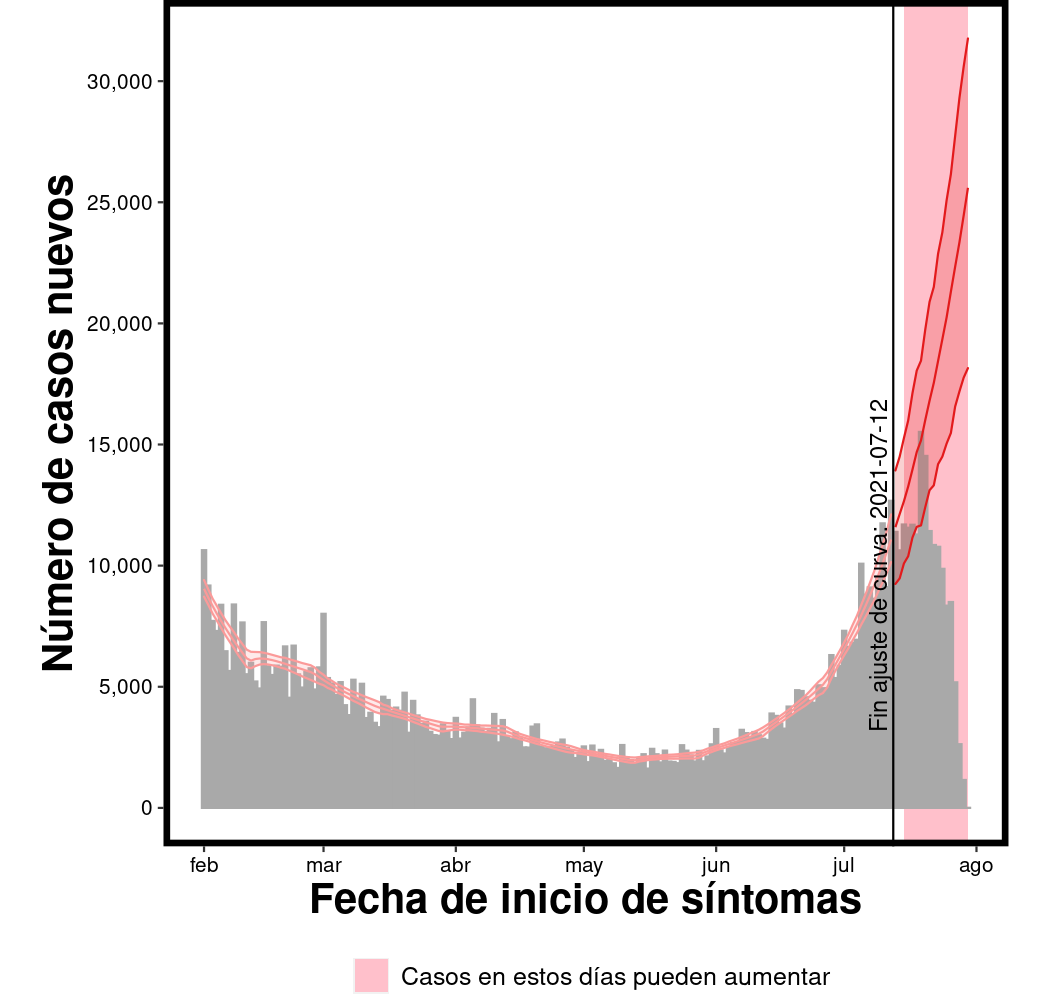 Número de casos nuevos
30,000
25,000
20,000
15,000
10,000
5,000
0
Fin ajuste de curva: 2021-07-12
feb mar abr may jun jul ago
Fecha de inicio de síntomas
Casos en estos días pueden aumentar